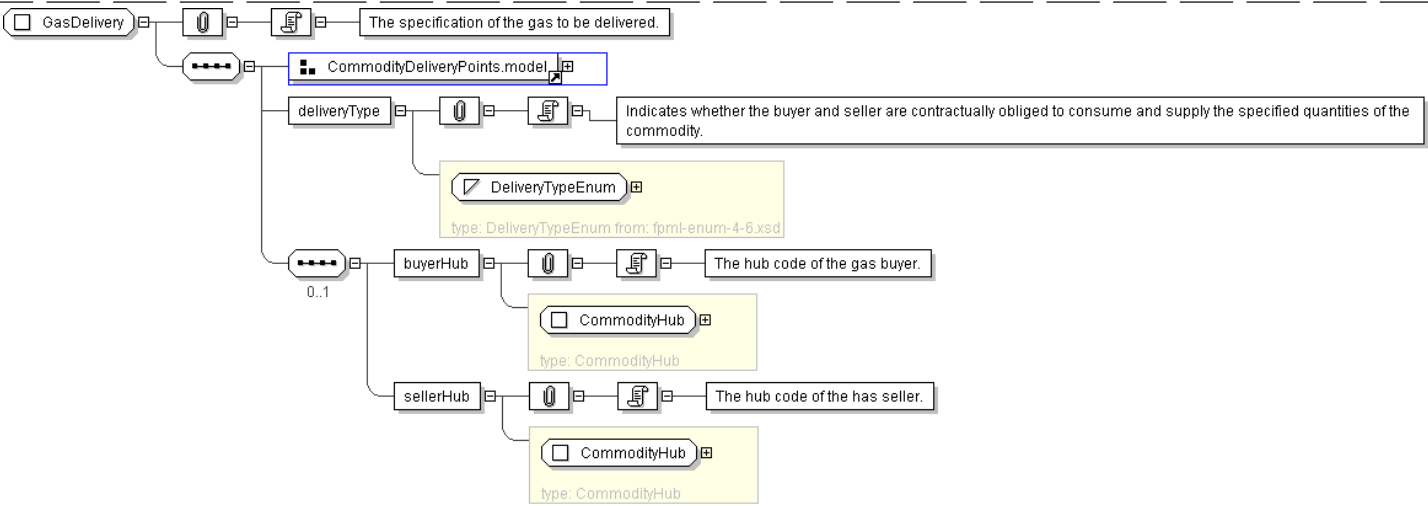 GasDelivery
The specification of the gas to be delivered.
CommodityDeliveryPoints.model
deliveryType
Indicates whether the buyer and seller are contractually obliged to consume and supply the specified quantities of the
commodity.
DeliveryTypeEnum
type: DeliveryTypeEnum from: fpml-enum-4-6.xsd
buyerHub
The hub code of the gas buyer.
0..1
CommodityHub
type: CommodityHub
sellerHub
The hub code of the has seller.
CommodityHub
type: CommodityHub